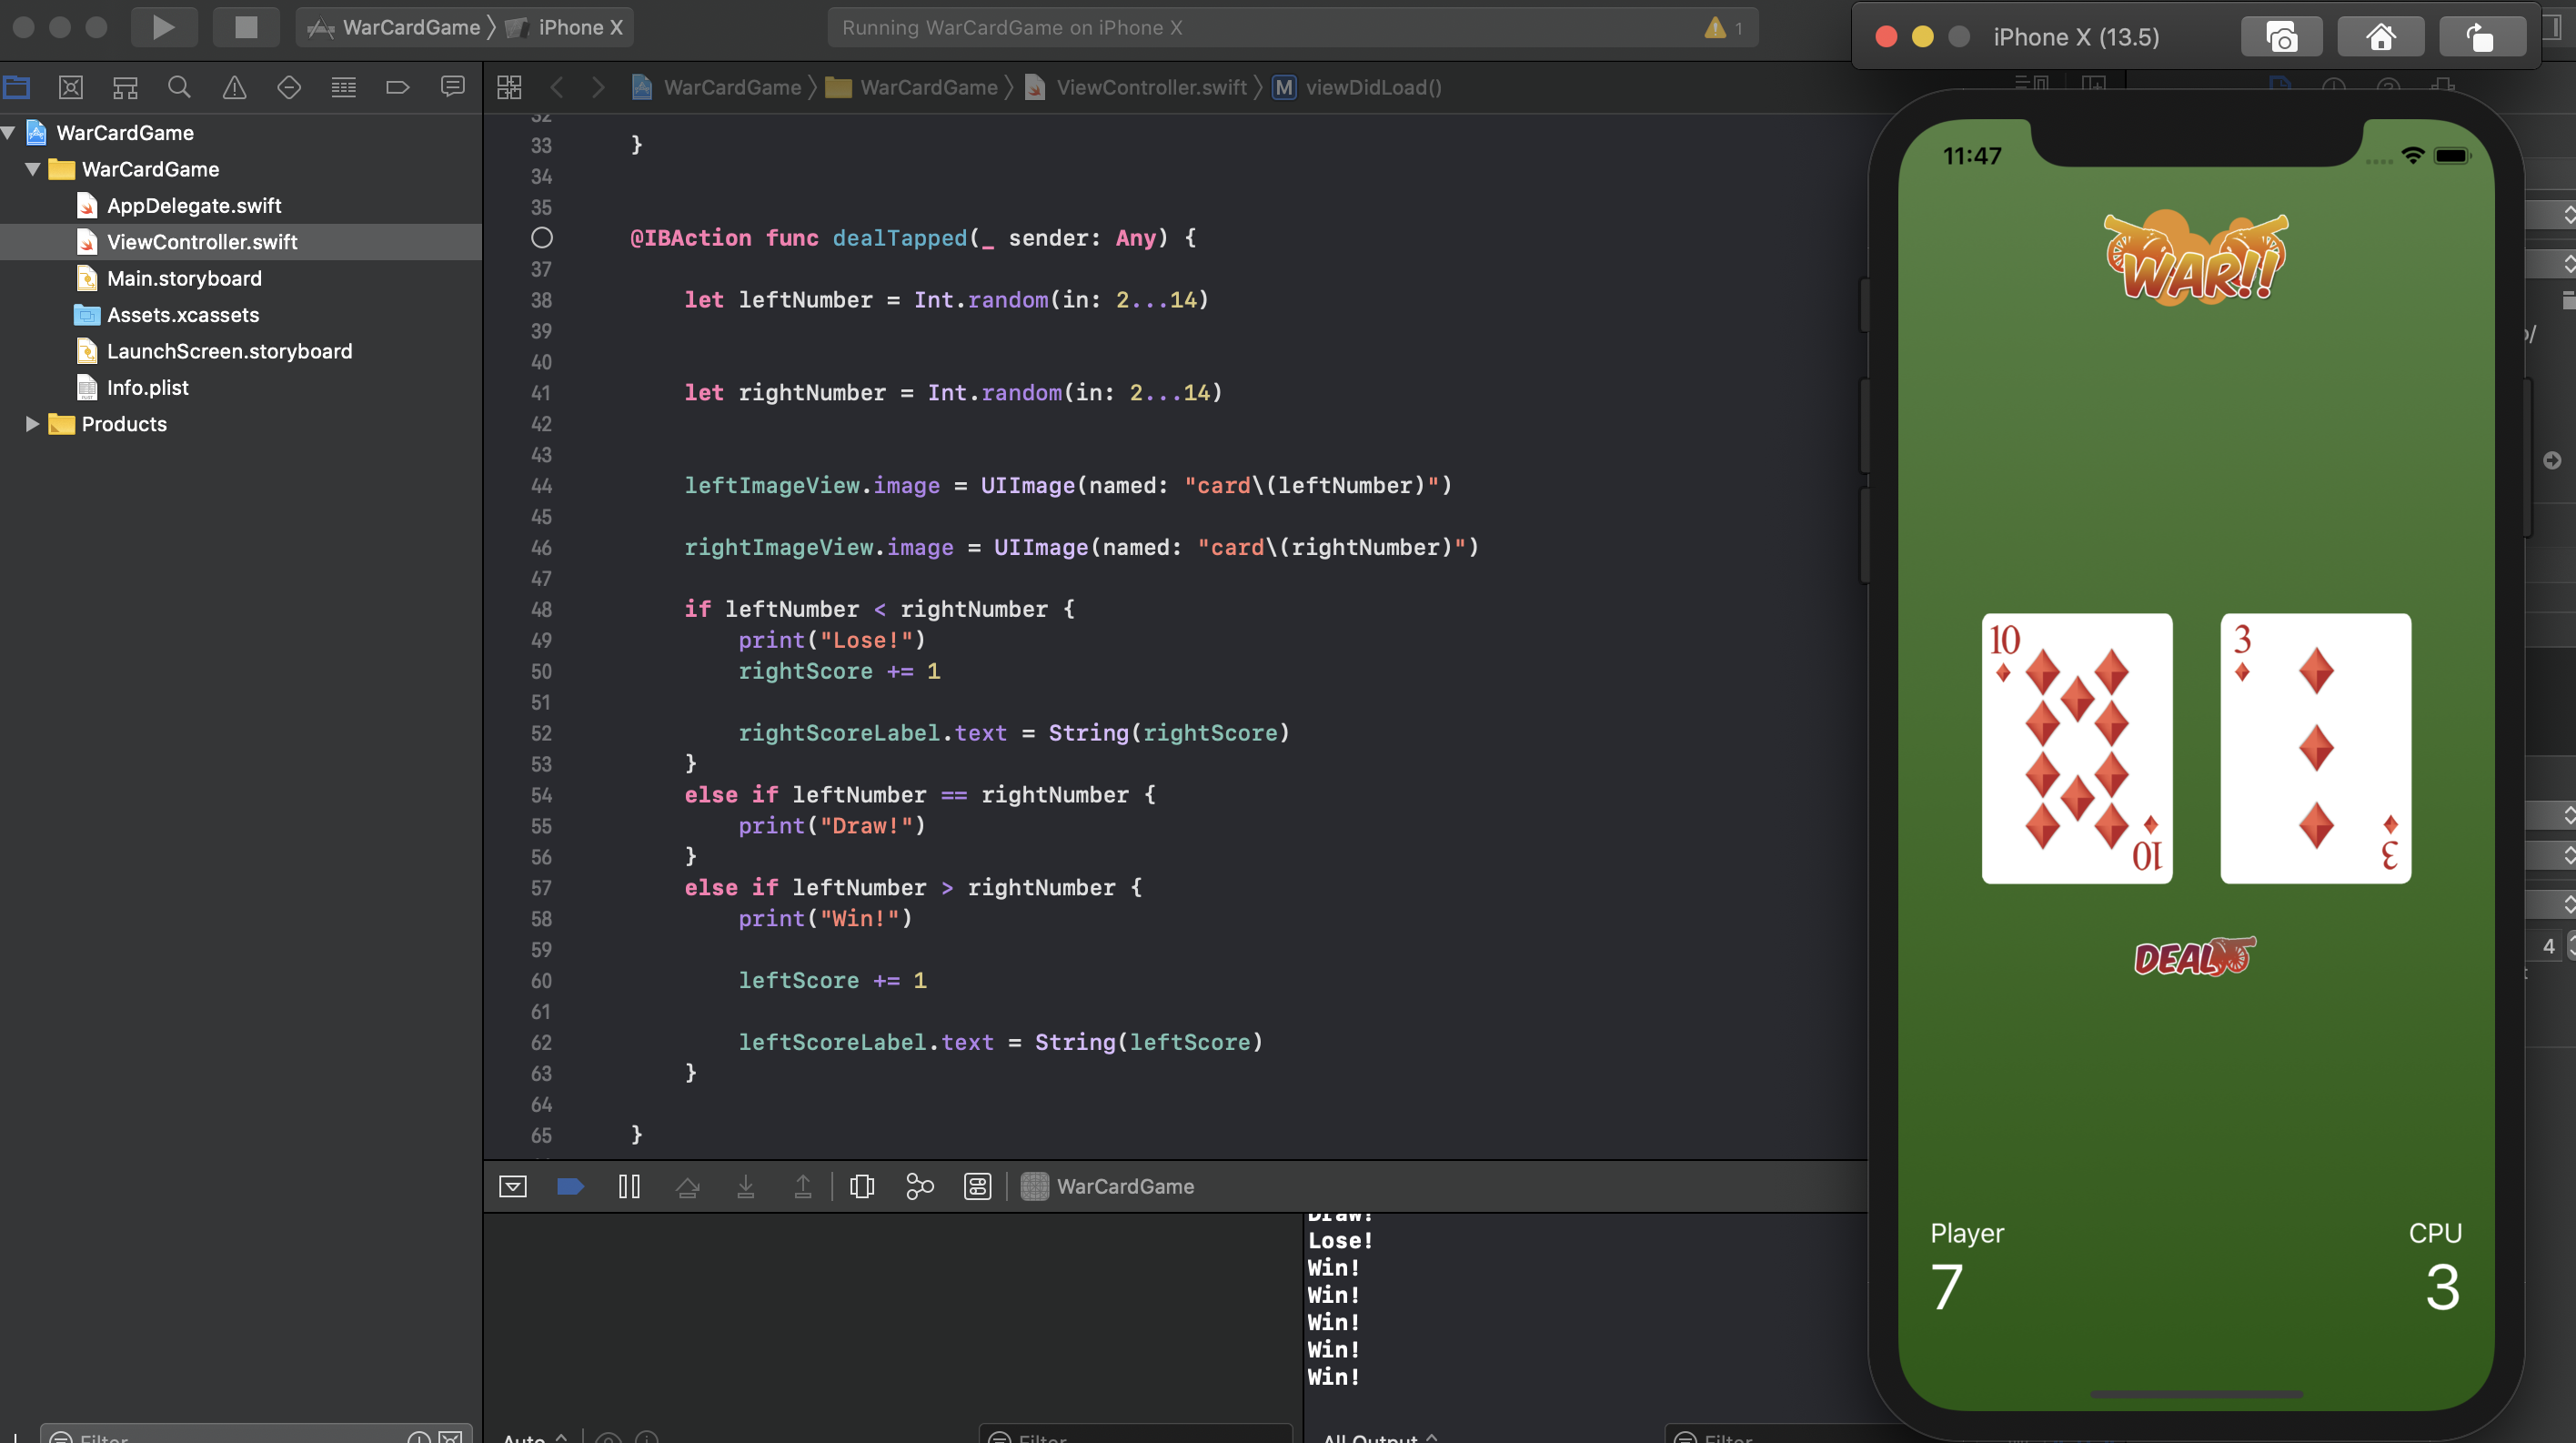 WarCardGame 〉 iPhone X
Running WarCardGame on iPhone X
1
iPhone X (13.5)
WarCardGame 〉 WarCardGame 〉 ViewController.swift 〉 M viewDidLoad()
WarCardGame
WarCardGame
AppDelegate.swift
ViewController.swift
Main.storyboard
Assets.xcassets
LaunchScreen.storyboard
Info.plist
Products
32
33 }
34
35
@IBAction func dealTapped(_ sender: Any) {
37
38 let leftNumber = Int.random(in: 2...14)
39
40
41 let rightNumber = Int.random(in: 2...14)
42
43
44 leftImageView.image = UIImage(named: "card\(leftNumber)")
45
46 rightImageView.image = UIImage(named: "card\(rightNumber)")
47
48 if leftNumber < rightNumber {
49 print("Lose!")
50 rightScore += 1
51
52 rightScoreLabel.text = String(rightScore)
53 }
54 else if leftNumber == rightNumber {
55 print("Draw!")
56 }
57 else if leftNumber > rightNumber {
58 print("Win!")
59
60 leftScore += 1
61
62 leftScoreLabel.text = String(leftScore)
63 }
64
65 }
WarCardGame
Draw!
Lose!
Win!
Win!
Win!
Win!
Win!
Filter
Auto
Filter
All Output
Filter
11:47
WAR!!
10
10
3
3
DEAL
Player
7
CPU
3
4